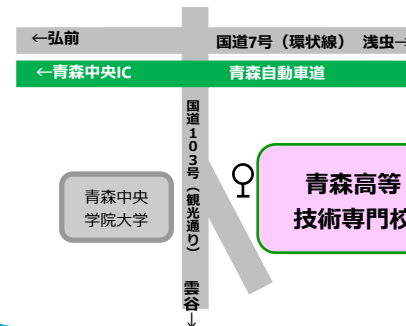 ←弘前
国道7号（環状線） 浅虫→
←青森中央IC
青森自動車道
国道103号（観光通り）
雲谷
↓
青森中央
学院大学
青森高等
技術専門校